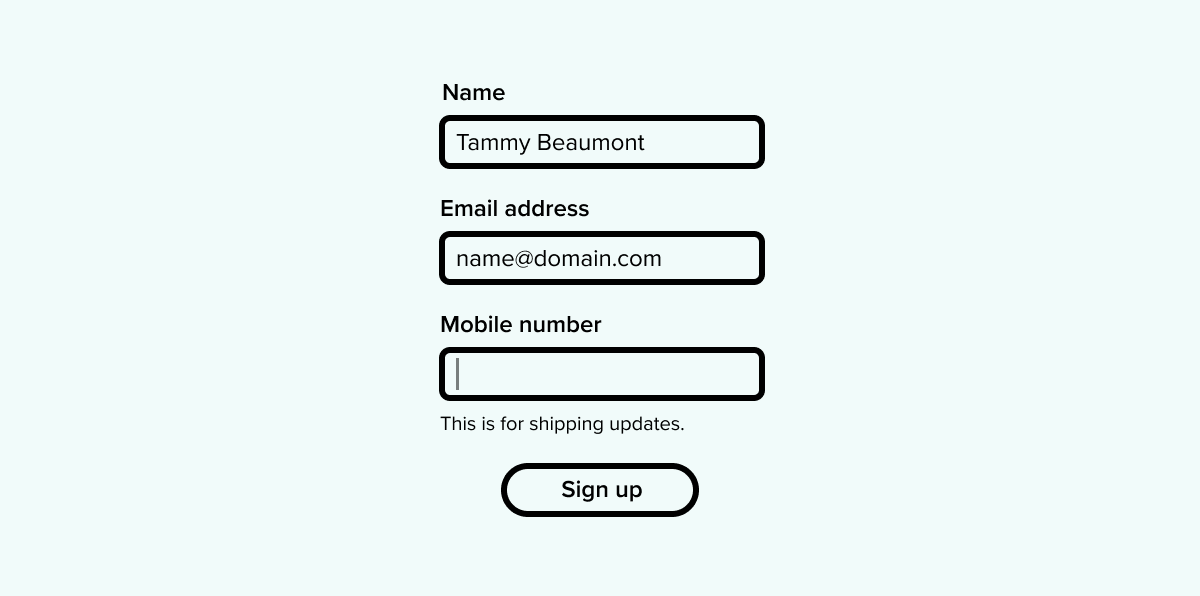 Name
Tammy Beaumont
Email address
name@domain.com
Mobile number
This is for shipping updates.
Sign up